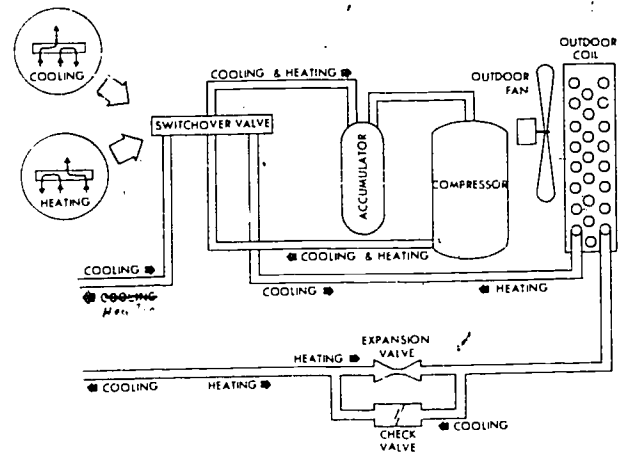 COOLING
HEATING
COOLING & HEATING
SWITCHOVER VALVE
ACCUMULATOR
COMPRESSOR
OUTDOOR
FAN
OUTDOOR
COIL
COOLING & HEATING
COOLING
COOLING
COOLING
HEATING
EXPANSION
VALVE
HEATING
COOLING
HEATING
COOLING
CHECK
VALVE